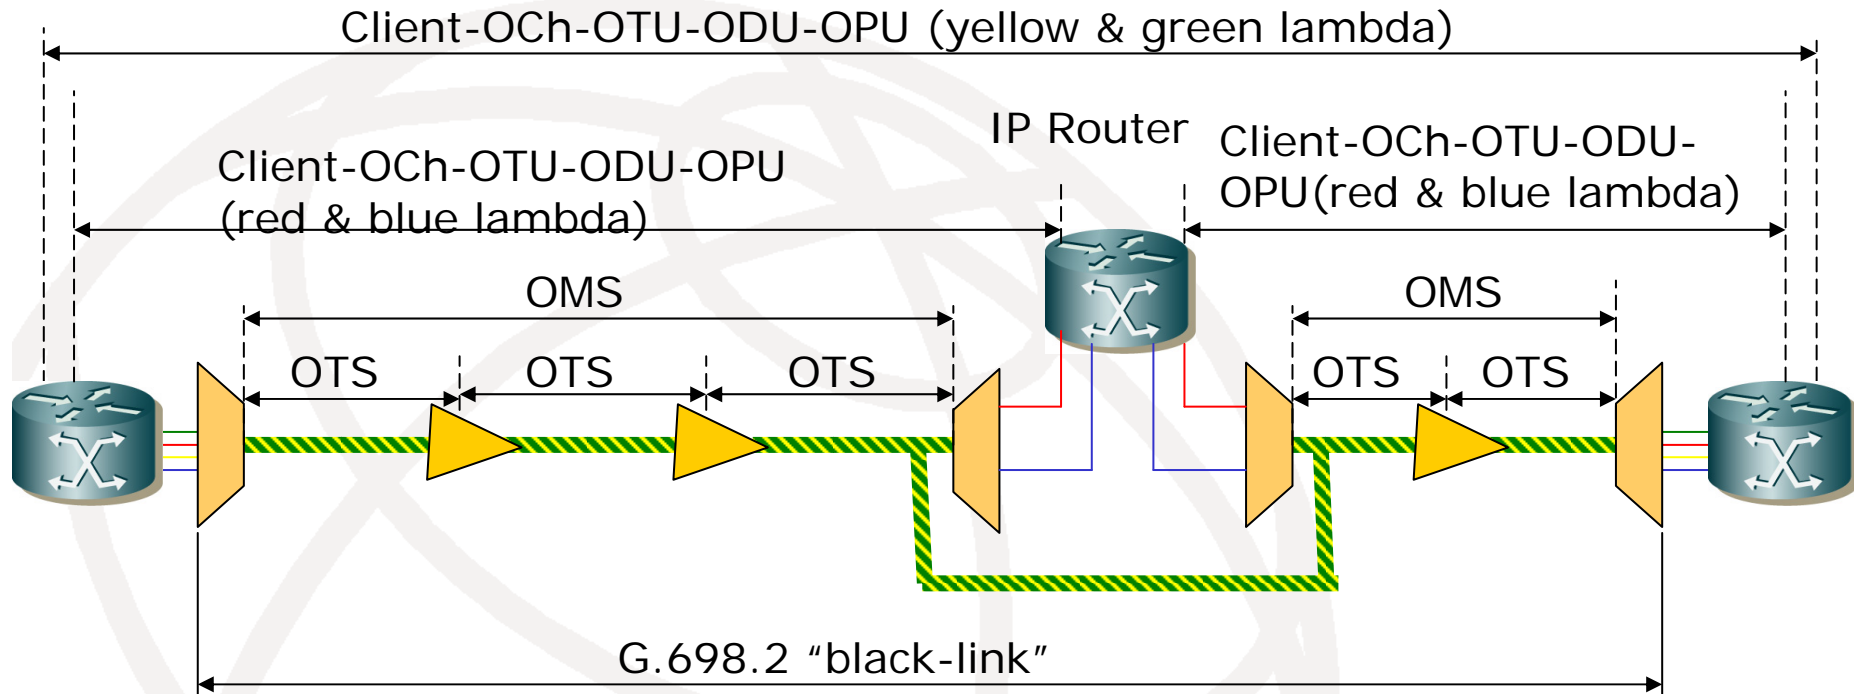 Client-OCh-OTU-ODU-OPU (yellow & green lambda)
IP Router
Client-OCh-OTU-ODU-OPU
(red & blue lambda)
Client-OCh-OTU-ODU-
OPU(red & blue lambda)
OMS
OMS
OTS
OTS
OTS
OTS
OTS
G.698.2 “black-link”